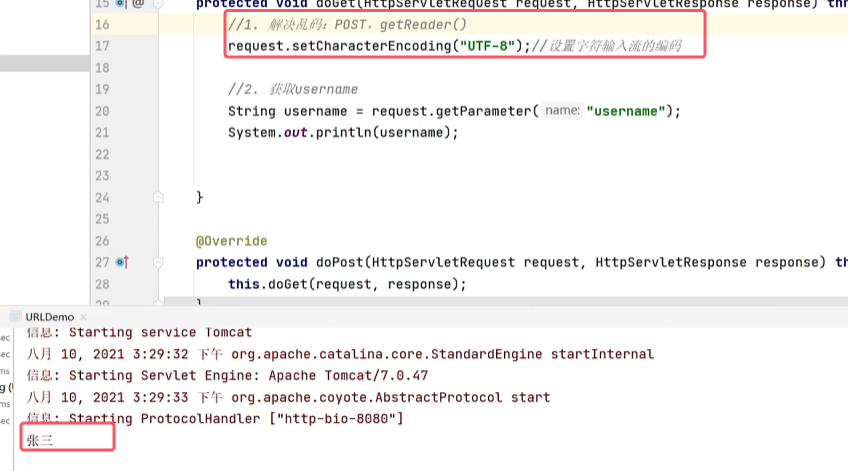 15 @ protected void doGet(HttpServletRequest request, HttpServletResponse response) thr
16 //1. 解决乱码：POST，getReader()
17 request.setCharacterEncoding("UTF-8");//设置字符输入流的编码
18
19 //2. 获取username
20 String username = request.getParameter( name: "username");
21 System.out.println(username);
22
23
24 }
25
26 @Override
27 protected void doPost(HttpServletRequest request, HttpServletResponse response) th
28 this.doGet(request, response);
29 }
URLDemo ×
sec 信息: Starting service Tomcat
sec 八月 10, 2021 3:29:32 下午 org.apache.catalina.core.StandardEngine startInternal
ms 信息: Starting Servlet Engine: Apache Tomcat/7.0.47
g ( 八月 10, 2021 3:29:33 下午 org.apache.coyote.AbstractProtocol start
ms 信息: Starting ProtocolHandler ["http-bio-8080"]
sec 张三